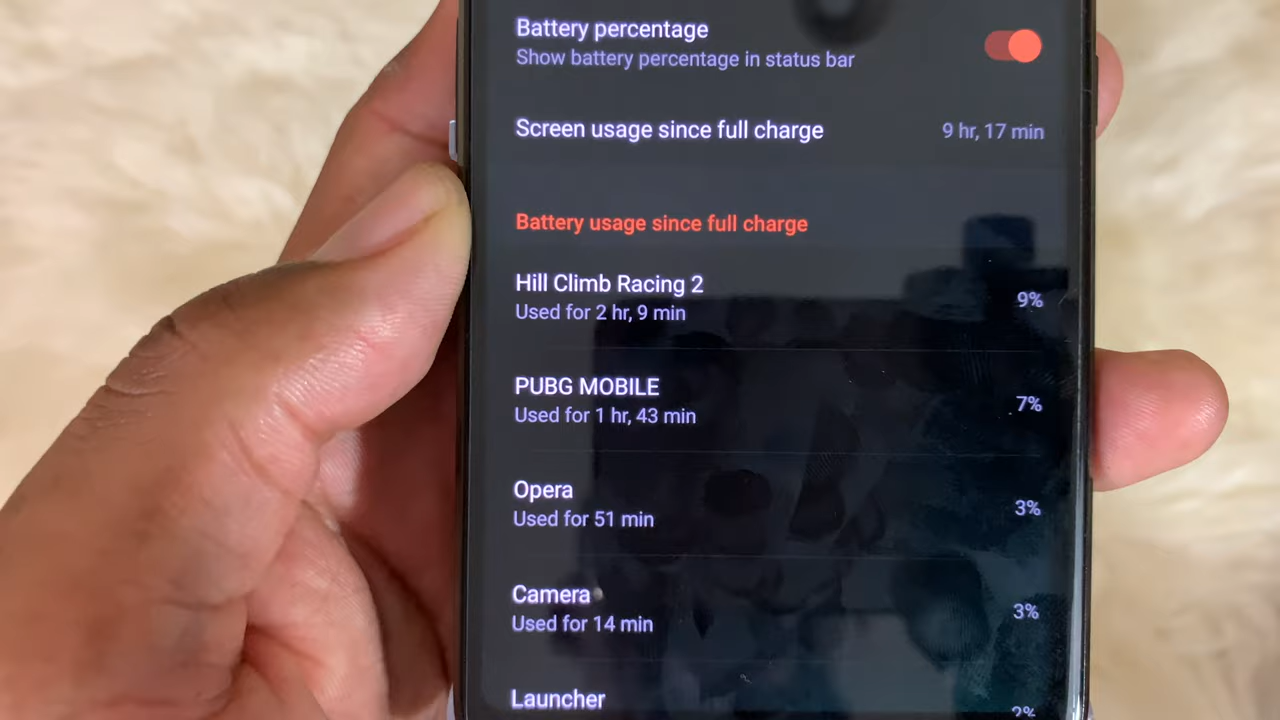 Battery percentage
Show battery percentage in status bar
Screen usage since full charge
9 hr, 17 min
Battery usage since full charge
Hill Climb Racing 2
Used for 2 hr, 9 min
9%
PUBG MOBILE
Used for 1 hr, 43 min
7%
Opera
Used for 51 min
3%
Camera
Used for 14 min
3%
Launcher